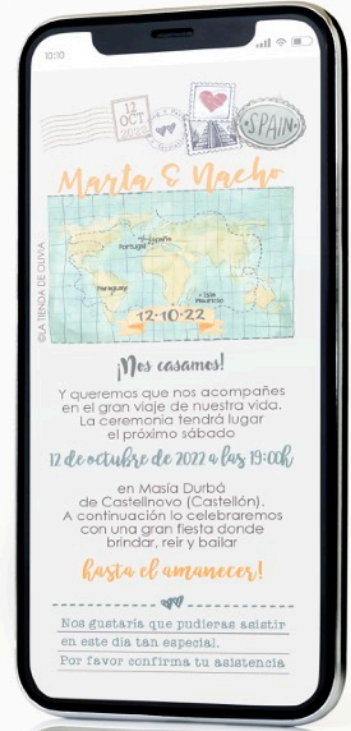 10:10
12
OCT
2022
SPAIN
Marta & Nacho
España
Portugal
Paraguay
Isla
Mauricio
12·10·22
©LA TIENDA DE OLIVIA
¡Nos casamos!
Y queremos que nos acompañes
en el gran viaje de nuestra vida.
La ceremonia tendrá lugar
el próximo sábado
12 de octubre de 2022 a las 19:00h
en Masía Durbá
de Castellnovo (Castellón).
A continuación lo celebraremos
con una gran fiesta donde
brindar, reir y bailar
hasta el amanecer!
Nos gustaría que pudieras asistir
en este día tan especial.
Por favor confirma tu asistencia